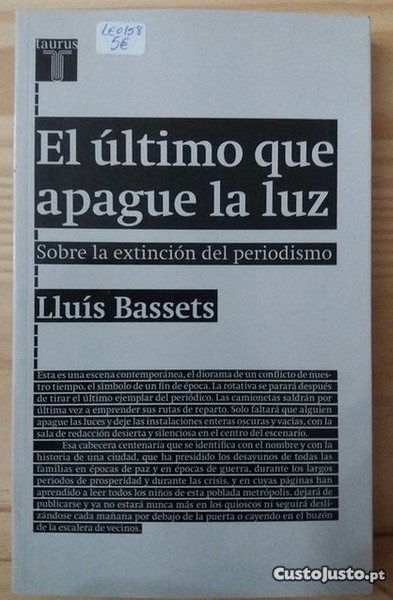 taurus
T
LE0158
5€
El último que
apague la luz
Sobre la extinción del periodismo
Lluís Bassets
Esta es una escena contemporánea, el diorama de un conflicto de nues-
tro tiempo, el símbolo de un fin de época. La rotativa se parará después
de tirar el último ejemplar del periódico. Las camionetas saldrán por
última vez a emprender sus rutas de reparto. Solo faltará que alguien
apague las luces y deje las instalaciones enteras oscuras y vacías, con la
sala de redacción desierta y silenciosa en el centro del escenario.
Esa cabecera centenaria que se identifica con el nombre y con la
historia de una ciudad, que ha presidido los desayunos de todas las
familias en épocas de paz y en épocas de guerra, durante los largos
periodos de prosperidad y durante las crisis, y en cuyas páginas han
aprendido a leer todos los niños de esta poblada metrópolis, dejará de
publicarse y ya no estará nunca más en los quioscos ni seguirá desli-
zándose cada mañana por debajo de la puerta o cayendo en el buzón
de la escalera de vecinos.
CustoJusto.pt